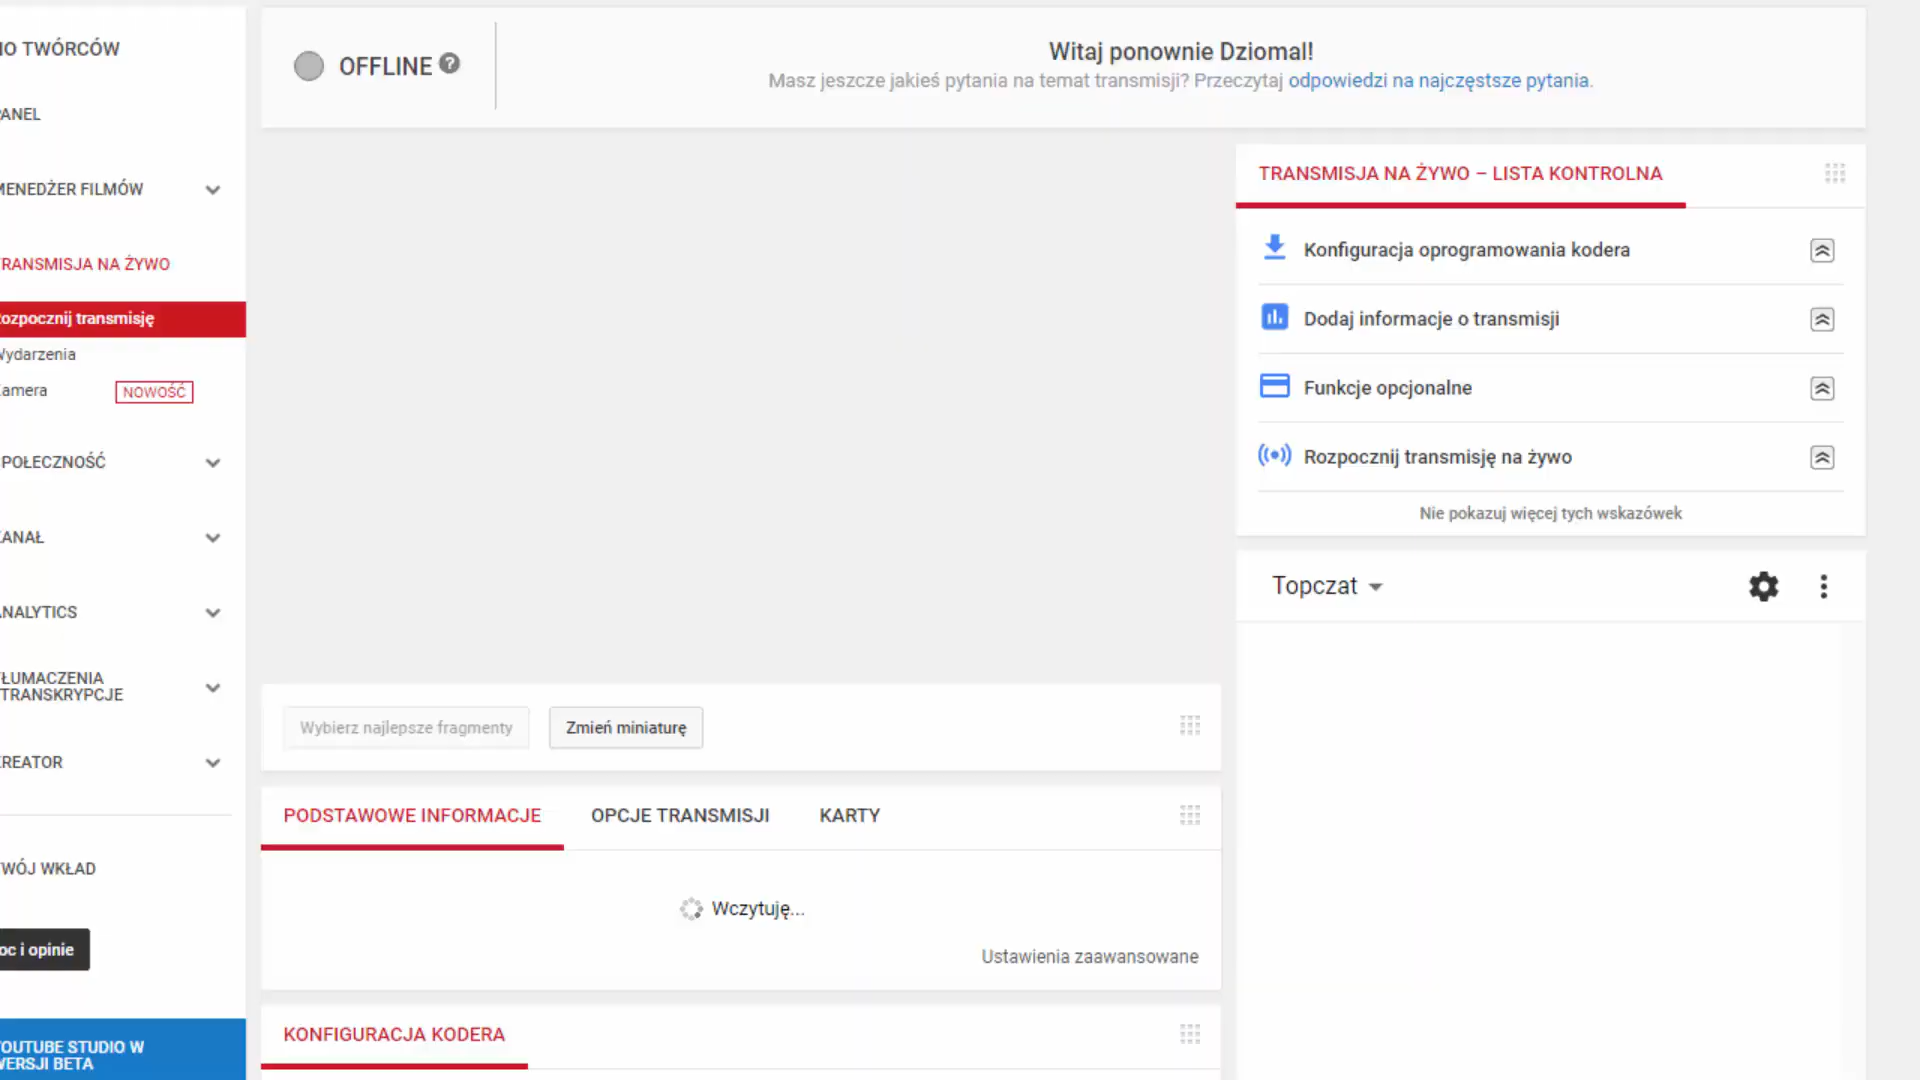 IO TWÓRCÓW
ANEL
MENEDŻER FILMÓW
RANSMISJA NA ŻYWO
ozpocznij transmisję
Wydarzenia
amera
NOWOŚĆ
POŁECZNOŚĆ
ANAŁ
ANALYTICS
ŁUMACZENIA
TRANSKRYPCJE
REATOR
WÓJ WKŁAD
oc i opinie
YOUTUBE STUDIO W
WERSJI BETA
OFFLINE
Witaj ponownie Dziomal!
Masz jeszcze jakieś pytania na temat transmisji? Przeczytaj odpowiedzi na najczęstsze pytania.
TRANSMISJA NA ŻYWO – LISTA KONTROLNA
Konfiguracja oprogramowania kodera
Dodaj informacje o transmisji
Funkcje opcjonalne
Rozpocznij transmisję na żywo
Nie pokazuj więcej tych wskazówek
Topczat
Wybierz najlepsze fragmenty
Zmień miniaturę
PODSTAWOWE INFORMACJE
OPCJE TRANSMISJI
KARTY
Wczytuję...
Ustawienia zaawansowane
KONFIGURACJA KODERA